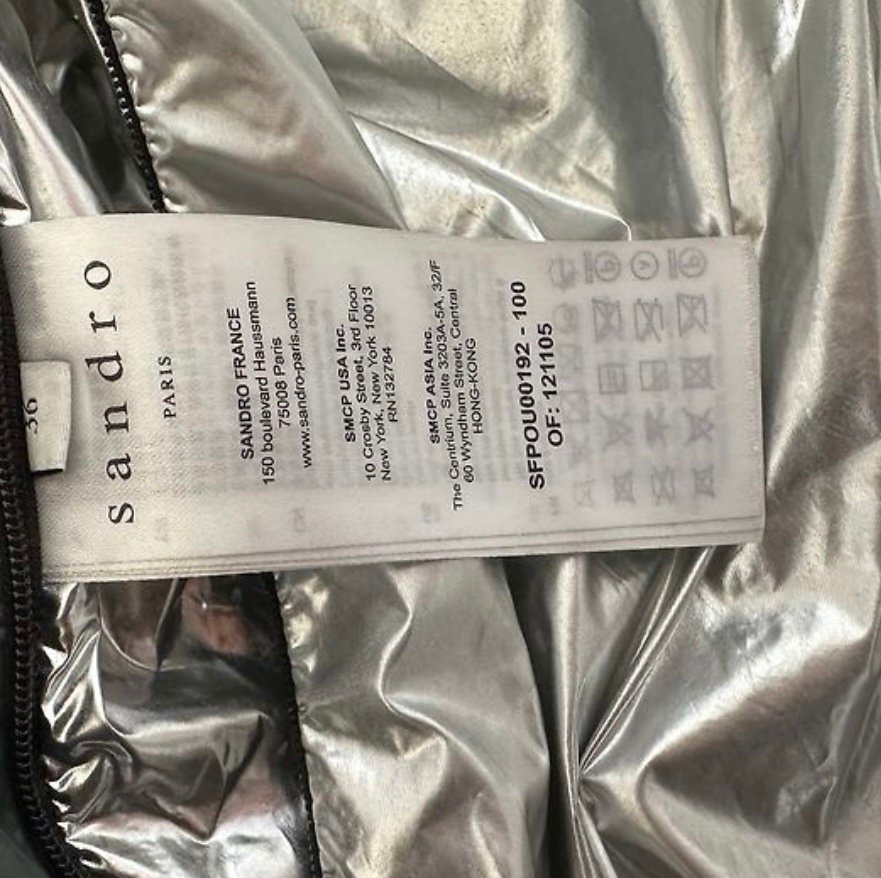 36
sandro
PARIS
SANDRO FRANCE
150 boulevard Haussmann
75008 Paris
www.sandro-paris.com
SMCP USA Inc.
10 Crosby Street, 3rd Floor
New York, New York 10013
RN132784
SMCP ASIA Inc.
The Centrium, Suite 3203A-5A, 32/F
60 Wyndham Street, Central
HONG-KONG
SFPOU00192 - 100
OF: 121105